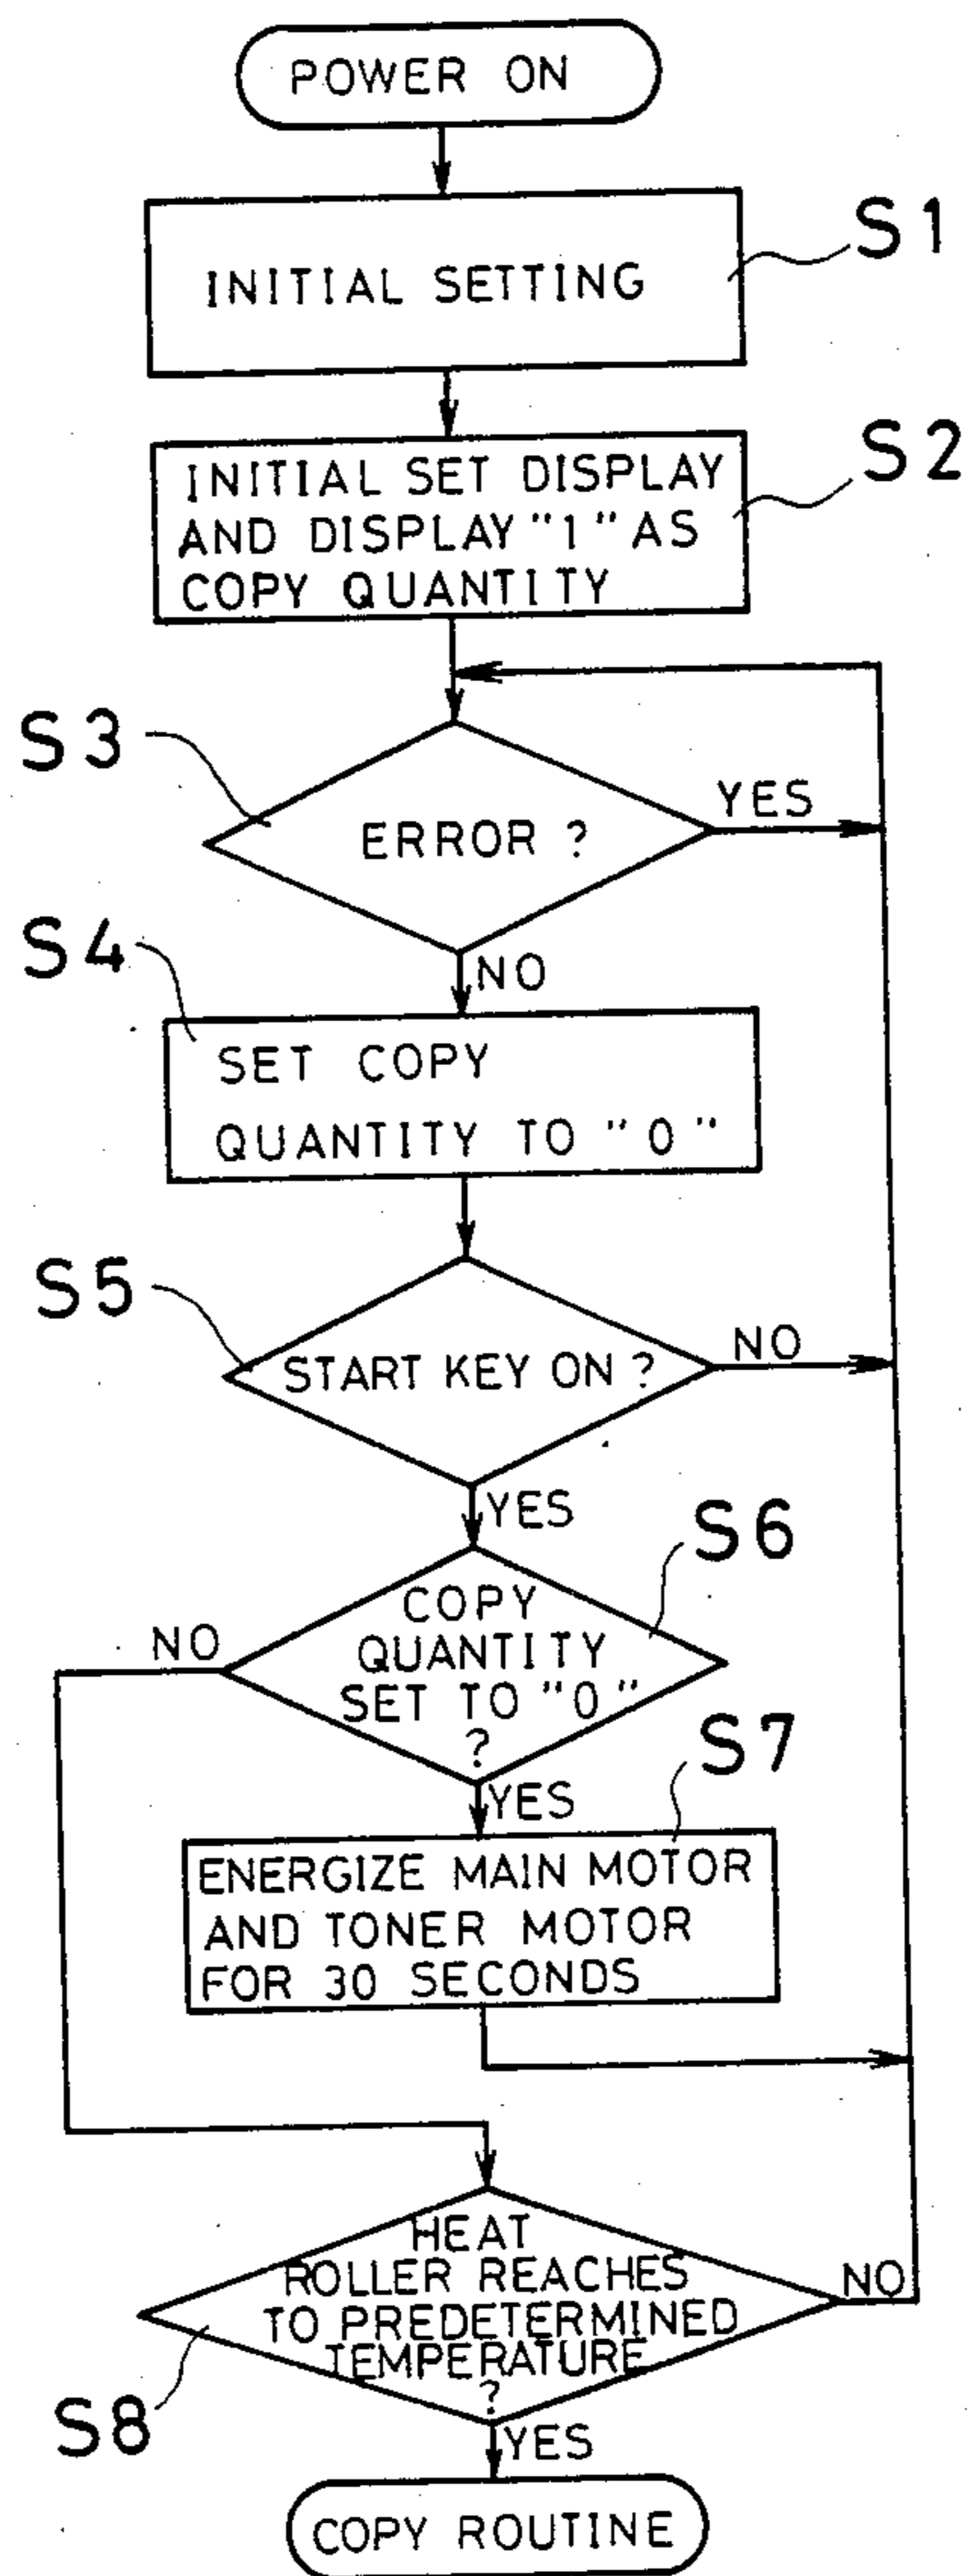 POWER ON
S1
INITIAL SETTING
S2
INITIAL SET DISPLAY
AND DISPLAY "1" AS
COPY QUANTITY
S3
YES
ERROR ?
S4
NO
SET COPY
QUANTITY TO "0"
S5
NO
START KEY ON ?
YES
S6
NO
COPY
QUANTITY
SET TO "0"
?
S7
YES
ENERGIZE MAIN MOTOR
AND TONER MOTOR
FOR 30 SECONDS
HEAT
ROLLER REACHES
TO PREDETERMINED
TEMPERATURE
?
NO
S8
YES
COPY ROUTINE